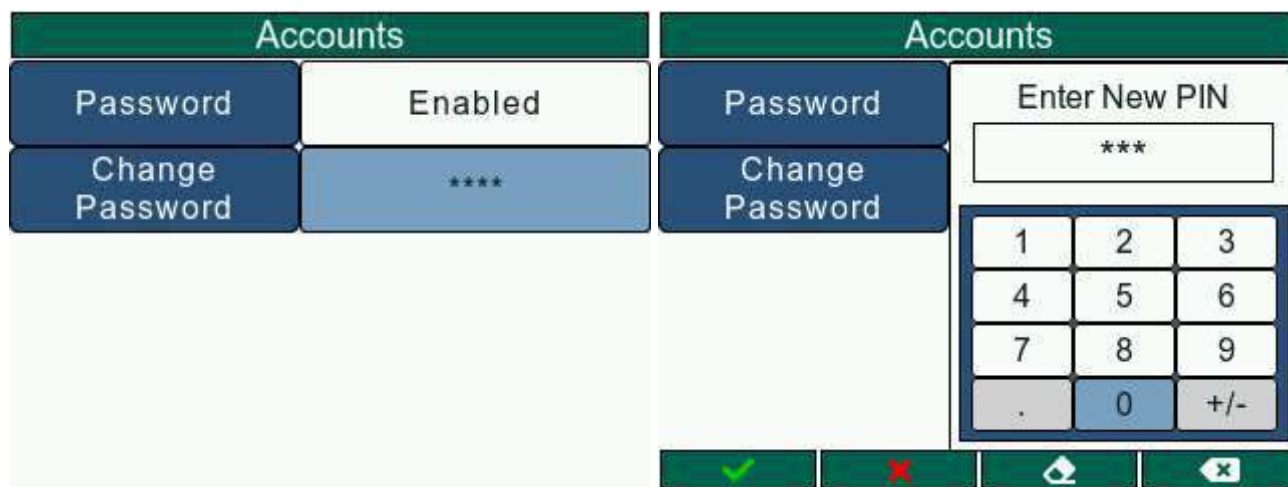 Accounts
Password
Enabled
Change
Password
****
Accounts
Password
Change
Password
Enter New PIN
***
1 2 3
4 5 6
7 8 9
. 0 +/-